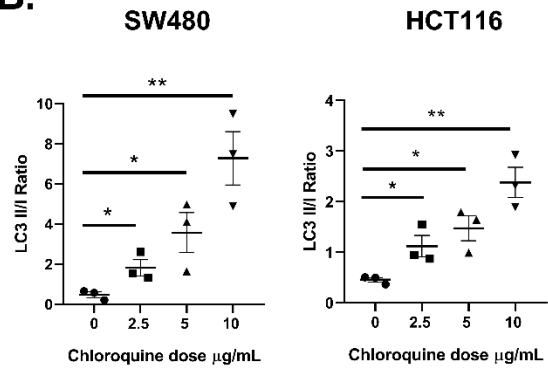 B.
SW480
**
*
*
LC3 II/I Ratio
10
8
6
4
2
0
0 2.5 5 10
Chloroquine dose μg/mL
HCT116
**
*
*
LC3 II/I Ratio
4
3
2
1
0
0 2.5 5 10
Chloroquine dose μg/mL